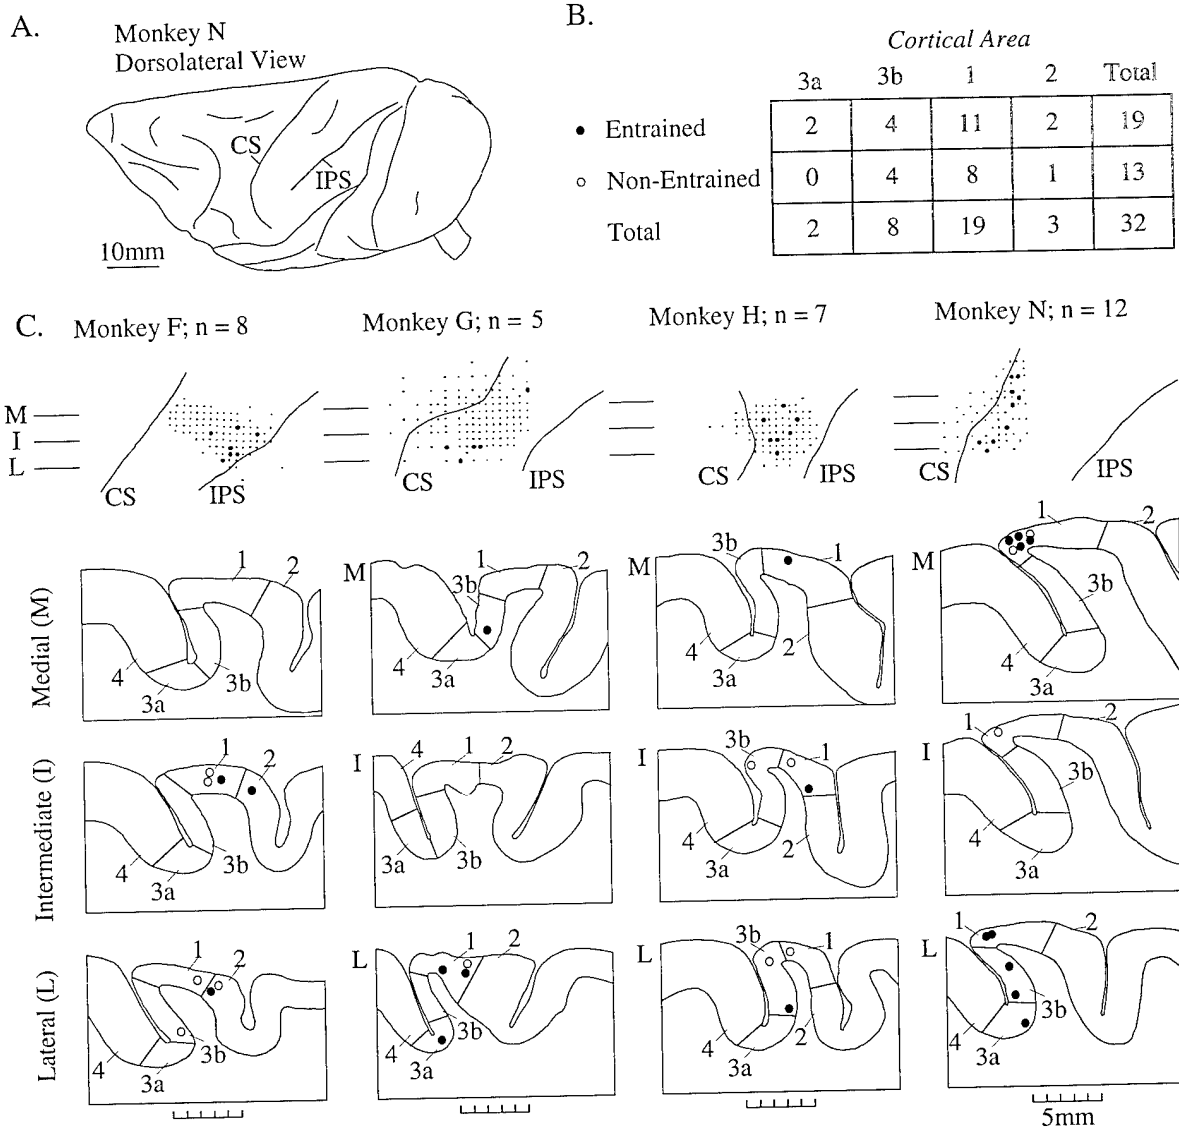 A.
Monkey N
Dorsolateral View
CS
IPS
10mm
B.
Cortical Area
3a 3b 1 2 Total
Entrained 2 4 11 2 19
Non-Entrained 0 4 8 1 13
Total 2 8 19 3 32
C.
Monkey F; n = 8 Monkey G; n = 5 Monkey H; n = 7 Monkey N; n = 12
M
I
L
CS IPS CS IPS CS IPS CS IPS
Medial (M)
1 2 4 3a 3b
M 1 2 3b 4 3a
M 3b 1 4 3a 2
M 1 2 3b 4 3a
Intermediate (I)
1 2 4 3a 3b
I 4 1 2 3a 3b
I 3b 1 4 3a 2
I 1 2 3b 4 3a
Lateral (L)
1 2 4 3a 3b
L 1 2 3b 4 3a
L 3b 1 4 3a 2
L 1 2 3b 4 3a
5mm